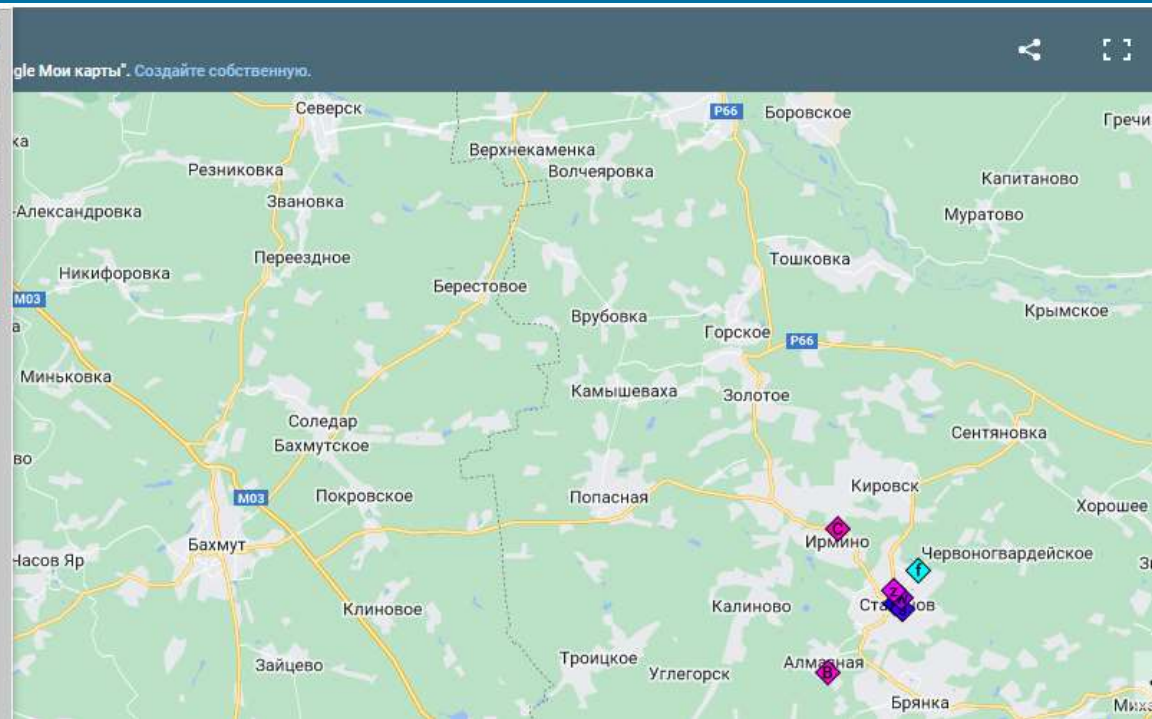 gle Мои карты". Создайте собственную.
Северск
P66
Боровское
Гречи
ка
Верхнекаменка
Резниковка
Волчеяровка
Капитаново
Звановка
-Александровка
Муратово
Переездное
Тошковка
Никифоровка
Берестовое
M03
Крымское
Врубовка
а
Горское
P66
Миньковка
Камышеваха
Золотое
Соледар
Сентяновка
Бахмутское
во
Кировск
M03
Покровское
Попасная
Хорошее
C
Ирмино
Бахмут
Червоногвардейское
Часов Яр
f
z
Калиново
Клиновое
Троицкое
Алмазная
Зайцево
Углегорск
B
Брянка